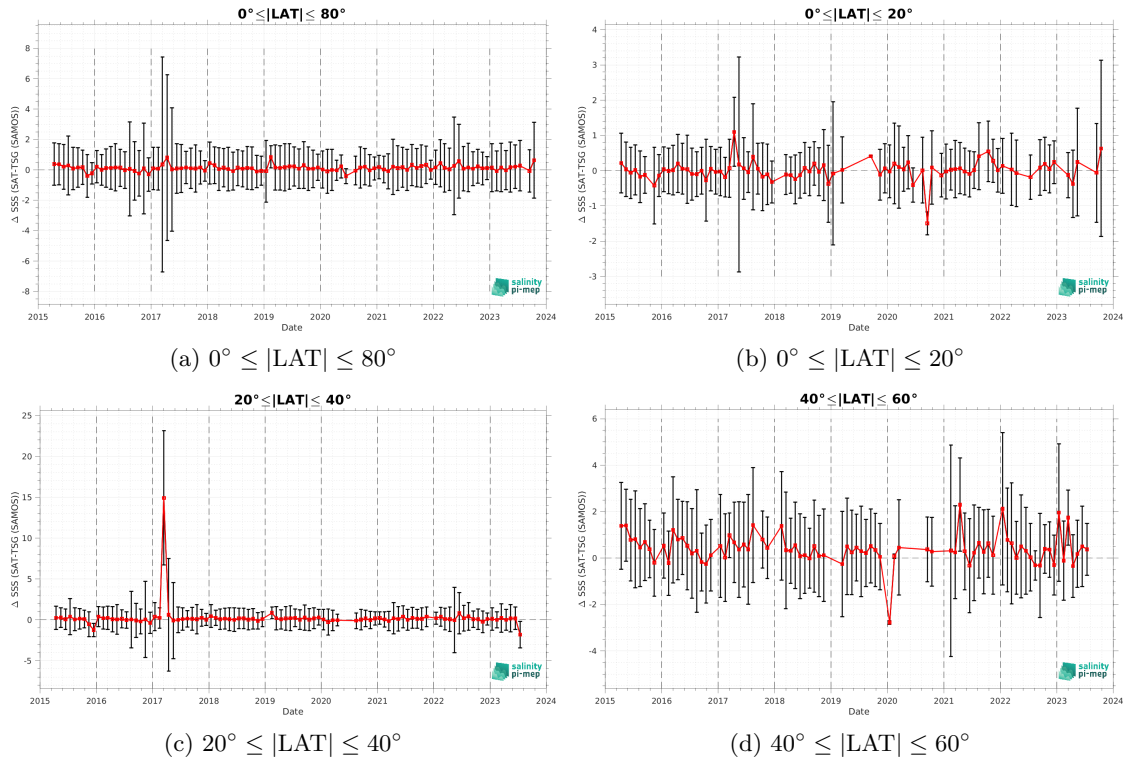 0°≤|LAT|≤ 80°
Δ SSS (SAT-TSG (SAMOS))
8
6
4
2
0
-2
-4
-6
-8
2015 2016 2017 2018 2019 2020 2021 2022 2023 2024
Date
salinity
pi-mep
(a) 0° ≤ |LAT| ≤ 80°
0°≤|LAT|≤ 20°
Δ SSS (SAT-TSG (SAMOS))
4
3
2
1
0
-1
-2
-3
2015 2016 2017 2018 2019 2020 2021 2022 2023 2024
Date
salinity
pi-mep
(b) 0° ≤ |LAT| ≤ 20°
20°≤|LAT|≤ 40°
Δ SSS (SAT-TSG (SAMOS))
25
20
15
10
5
0
-5
2015 2016 2017 2018 2019 2020 2021 2022 2023 2024
Date
salinity
pi-mep
(c) 20° ≤ |LAT| ≤ 40°
40°≤|LAT|≤ 60°
Δ SSS (SAT-TSG (SAMOS))
6
4
2
0
-2
-4
2015 2016 2017 2018 2019 2020 2021 2022 2023 2024
Date
salinity
pi-mep
(d) 40° ≤ |LAT| ≤ 60°